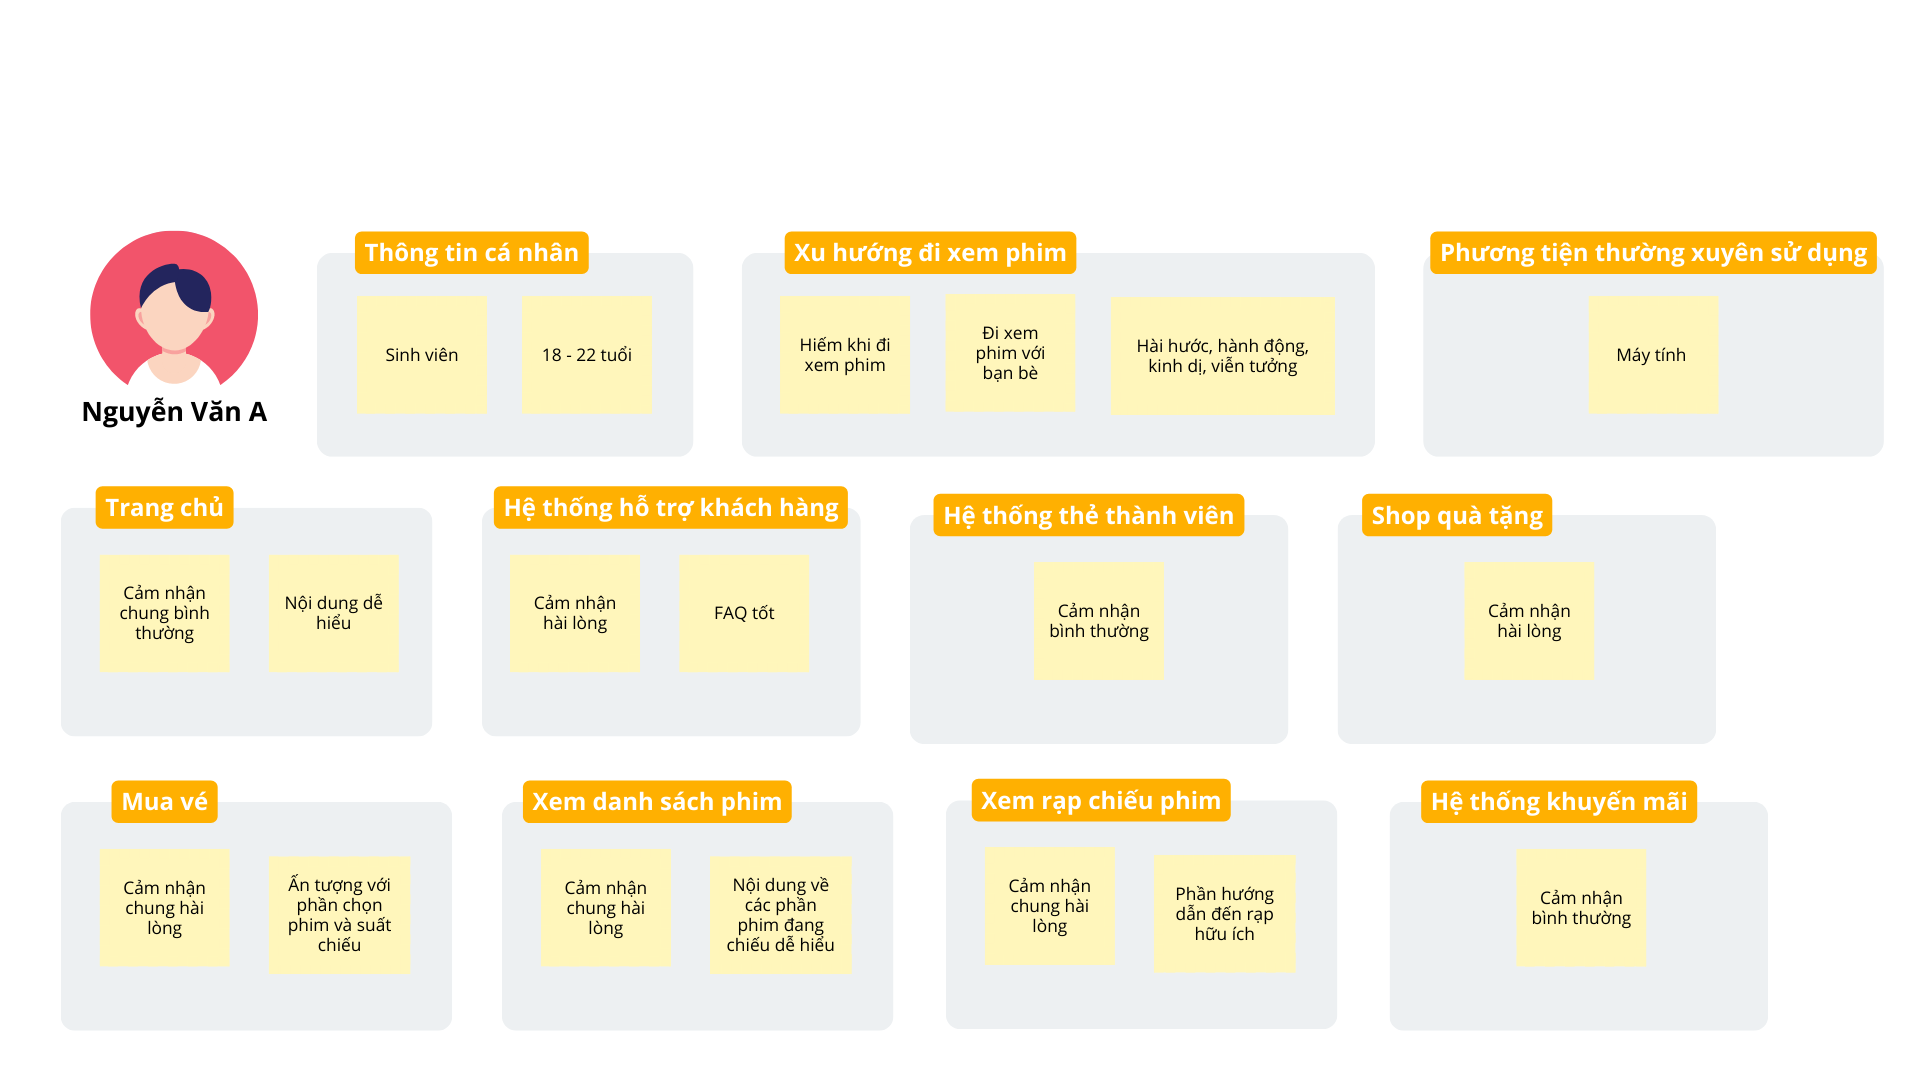 Nguyễn Văn A
Thông tin cá nhân
Sinh viên
18 - 22 tuổi
Xu hướng đi xem phim
Hiếm khi đi
xem phim
Đi xem
phim với
bạn bè
Hài hước, hành động,
kinh dị, viễn tưởng
Phương tiện thường xuyên sử dụng
Máy tính
Trang chủ
Cảm nhận
chung bình
thường
Nội dung dễ
hiểu
Hệ thống hỗ trợ khách hàng
Cảm nhận
hài lòng
FAQ tốt
Hệ thống thẻ thành viên
Cảm nhận
bình thường
Shop quà tặng
Cảm nhận
hài lòng
Mua vé
Cảm nhận
chung hài
lòng
Ấn tượng với
phần chọn
phim và suất
chiếu
Xem danh sách phim
Cảm nhận
chung hài
lòng
Nội dung về
các phần
phim đang
chiếu dễ hiểu
Xem rạp chiếu phim
Cảm nhận
chung hài
lòng
Phần hướng
dẫn đến rạp
hữu ích
Hệ thống khuyến mãi
Cảm nhận
bình thường